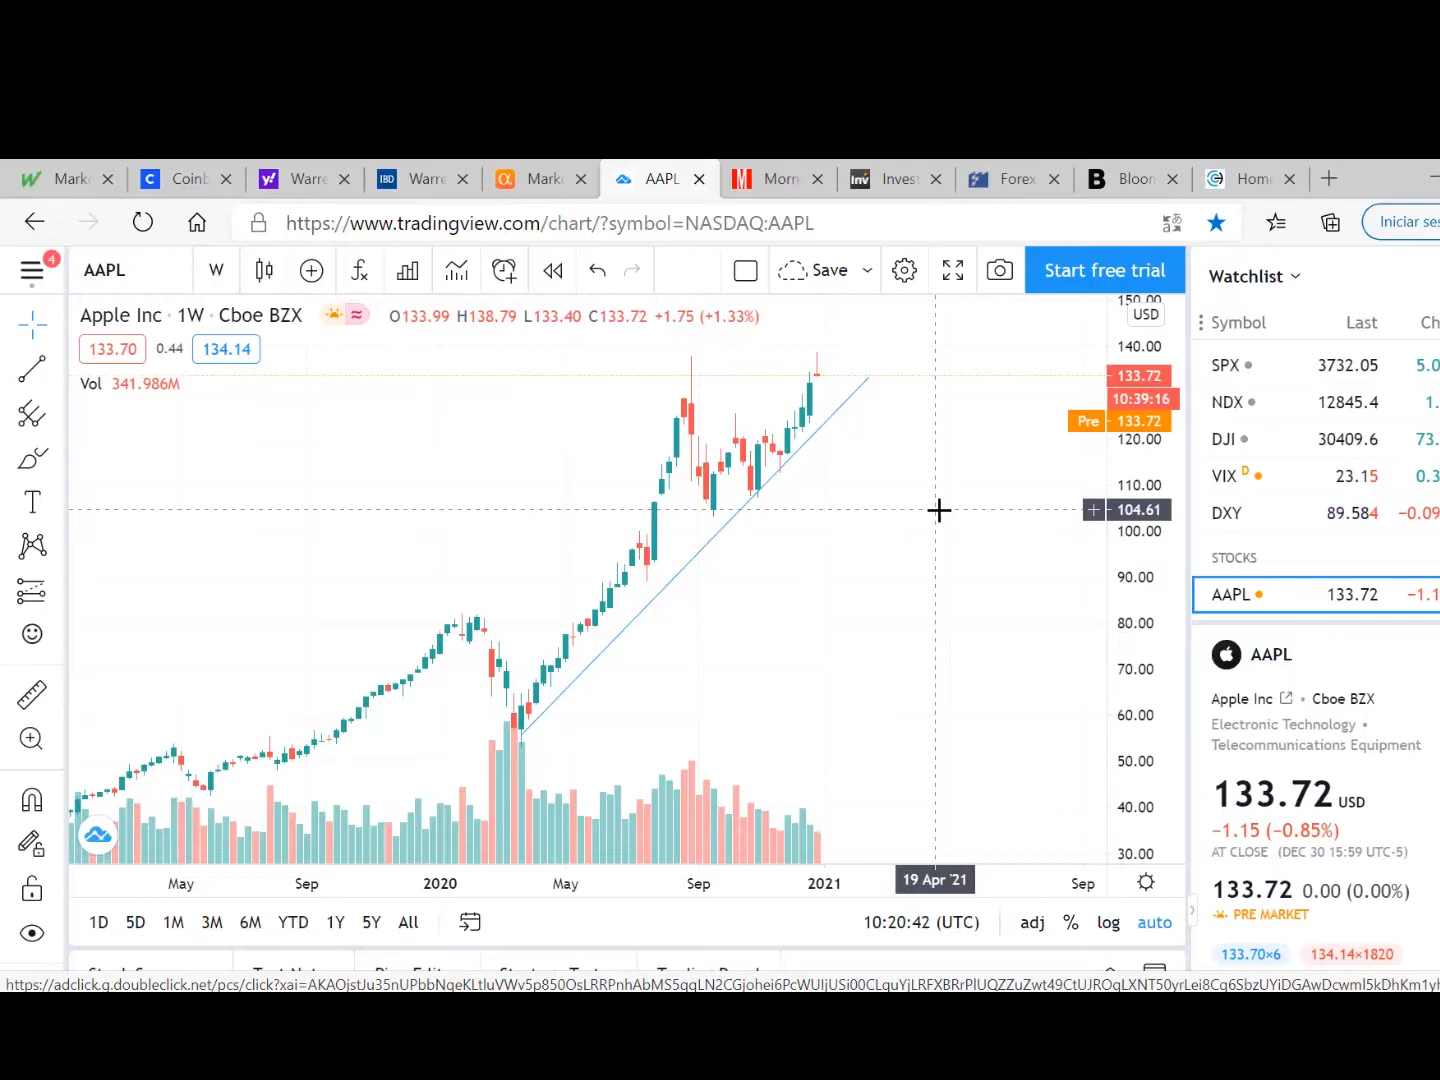 Mark
Coinb
Warre
Warre
Mark
AAPL
Morn
Invest
Forex
Bloon
Home
https://www.tradingview.com/chart/?symbol=NASDAQ:AAPL
Iniciar ses
4
AAPL
W
Save
Start free trial
Watchlist
Apple Inc · 1W · Cboe BZX
O133.99 H138.79 L133.40 C133.72 +1.75 (+1.33%)
133.70 0.44 134.14
Vol 341.986M
150.00
USD
140.00
133.72
10:39:16
Pre 133.72
120.00
110.00
104.61
100.00
90.00
80.00
70.00
60.00
50.00
40.00
30.00
May Sep 2020 May Sep 2021 19 Apr '21 Sep
1D 5D 1M 3M 6M YTD 1Y 5Y All
10:20:42 (UTC)
adj % log auto
Symbol Last Ch
SPX 3732.05 5.0
NDX 12845.4 1.
DJI 30409.6 73.
VIX D 23.15 0.3
DXY 89.584 −0.09
STOCKS
AAPL 133.72 −1.1
AAPL
Apple Inc • Cboe BZX
Electronic Technology •
Telecommunications Equipment
133.72 USD
−1.15 (−0.85%)
AT CLOSE (DEC 30 15:59 UTC-5)
133.72 0.00 (0.00%)
PRE MARKET
133.70×6 134.14×1820